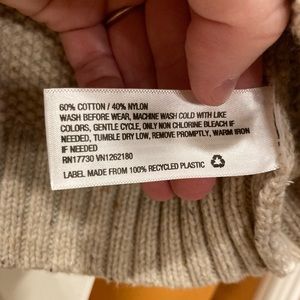 60% COTTON / 40% NYLON
WASH BEFORE WEAR, MACHINE WASH COLD WITH LIKE
COLORS, GENTLE CYCLE, ONLY NON CHLORINE BLEACH IF
NEEDED, TUMBLE DRY LOW, REMOVE PROMPTLY, WARM IRON
IF NEEDED
RN17730 VN1262180
LABEL MADE FROM 100% RECYCLED PLASTIC